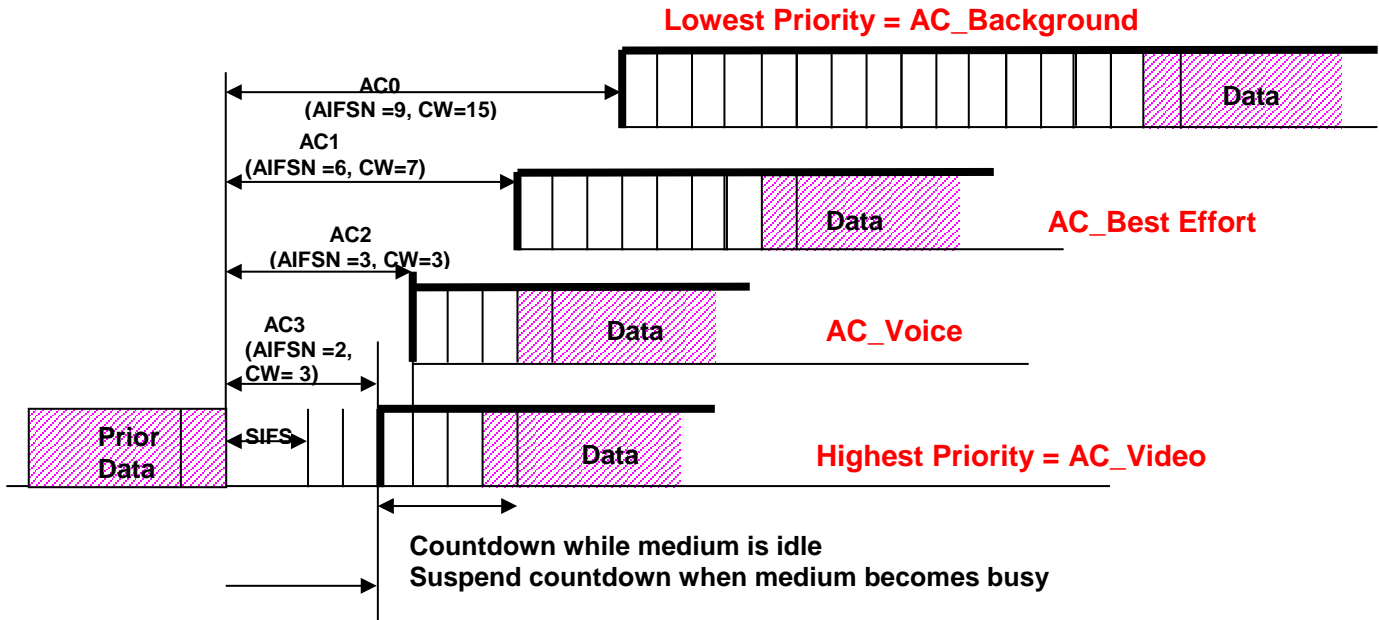 Lowest Priority = AC_Background
AC0
(AIFSN =9, CW=15)
Data
AC1
(AIFSN =6, CW=7)
Data
AC_Best Effort
AC2
(AIFSN =3, CW=3)
Data
AC_Voice
AC3
(AIFSN =2,
CW= 3)
Prior
Data
SIFS
Data
Highest Priority = AC_Video
Countdown while medium is idle
Suspend countdown when medium becomes busy